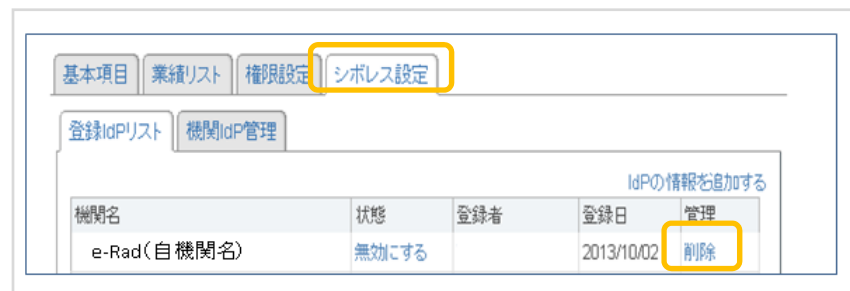 基本項目 業績リスト 権限設定 シボレス設定
登録IdPリスト 機関IdP管理
IdPの情報を追加する
機関名 状態 登録者 登録日 管理
e-Rad(自機関名) 無効にする 2013/10/02 削除